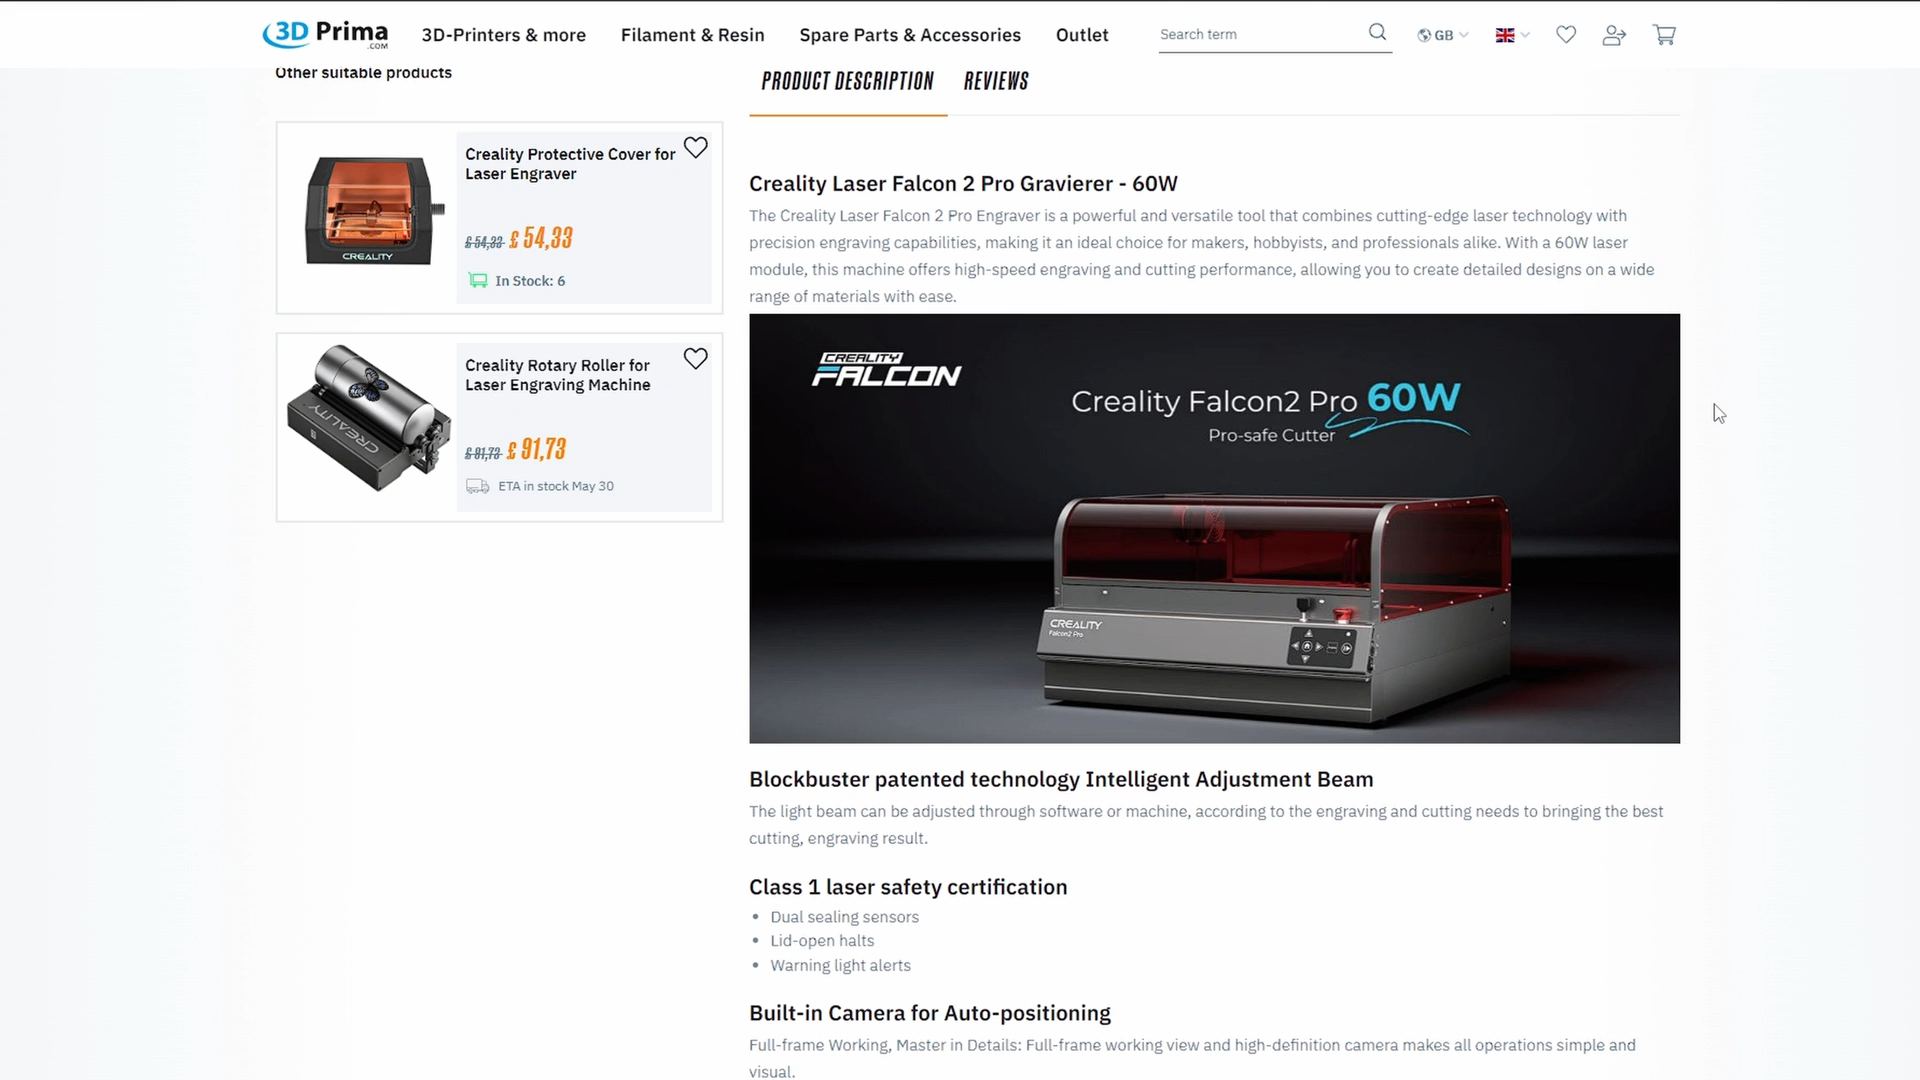 3D Prima
.COM
3D-Printers & more
Filament & Resin
Spare Parts & Accessories
Outlet
Search term
GB
Other suitable products
Creality Protective Cover for
Laser Engraver
£ 54,33 £ 54,33
In Stock: 6
CREALITY
Creality Rotary Roller for
Laser Engraving Machine
£ 91,73 £ 91,73
ETA in stock May 30
CREALITY
PRODUCT DESCRIPTION
REVIEWS
Creality Laser Falcon 2 Pro Gravierer - 60W
The Creality Laser Falcon 2 Pro Engraver is a powerful and versatile tool that combines cutting-edge laser technology with
precision engraving capabilities, making it an ideal choice for makers, hobbyists, and professionals alike. With a 60W laser
module, this machine offers high-speed engraving and cutting performance, allowing you to create detailed designs on a wide
range of materials with ease.
CREALITY
FALCON
Creality Falcon2 Pro 60W
Pro-safe Cutter
CREALITY
Falcon2 Pro
Blockbuster patented technology Intelligent Adjustment Beam
The light beam can be adjusted through software or machine, according to the engraving and cutting needs to bringing the best
cutting, engraving result.
Class 1 laser safety certification
• Dual sealing sensors
• Lid-open halts
• Warning light alerts
Built-in Camera for Auto-positioning
Full-frame Working, Master in Details: Full-frame working view and high-definition camera makes all operations simple and
visual.